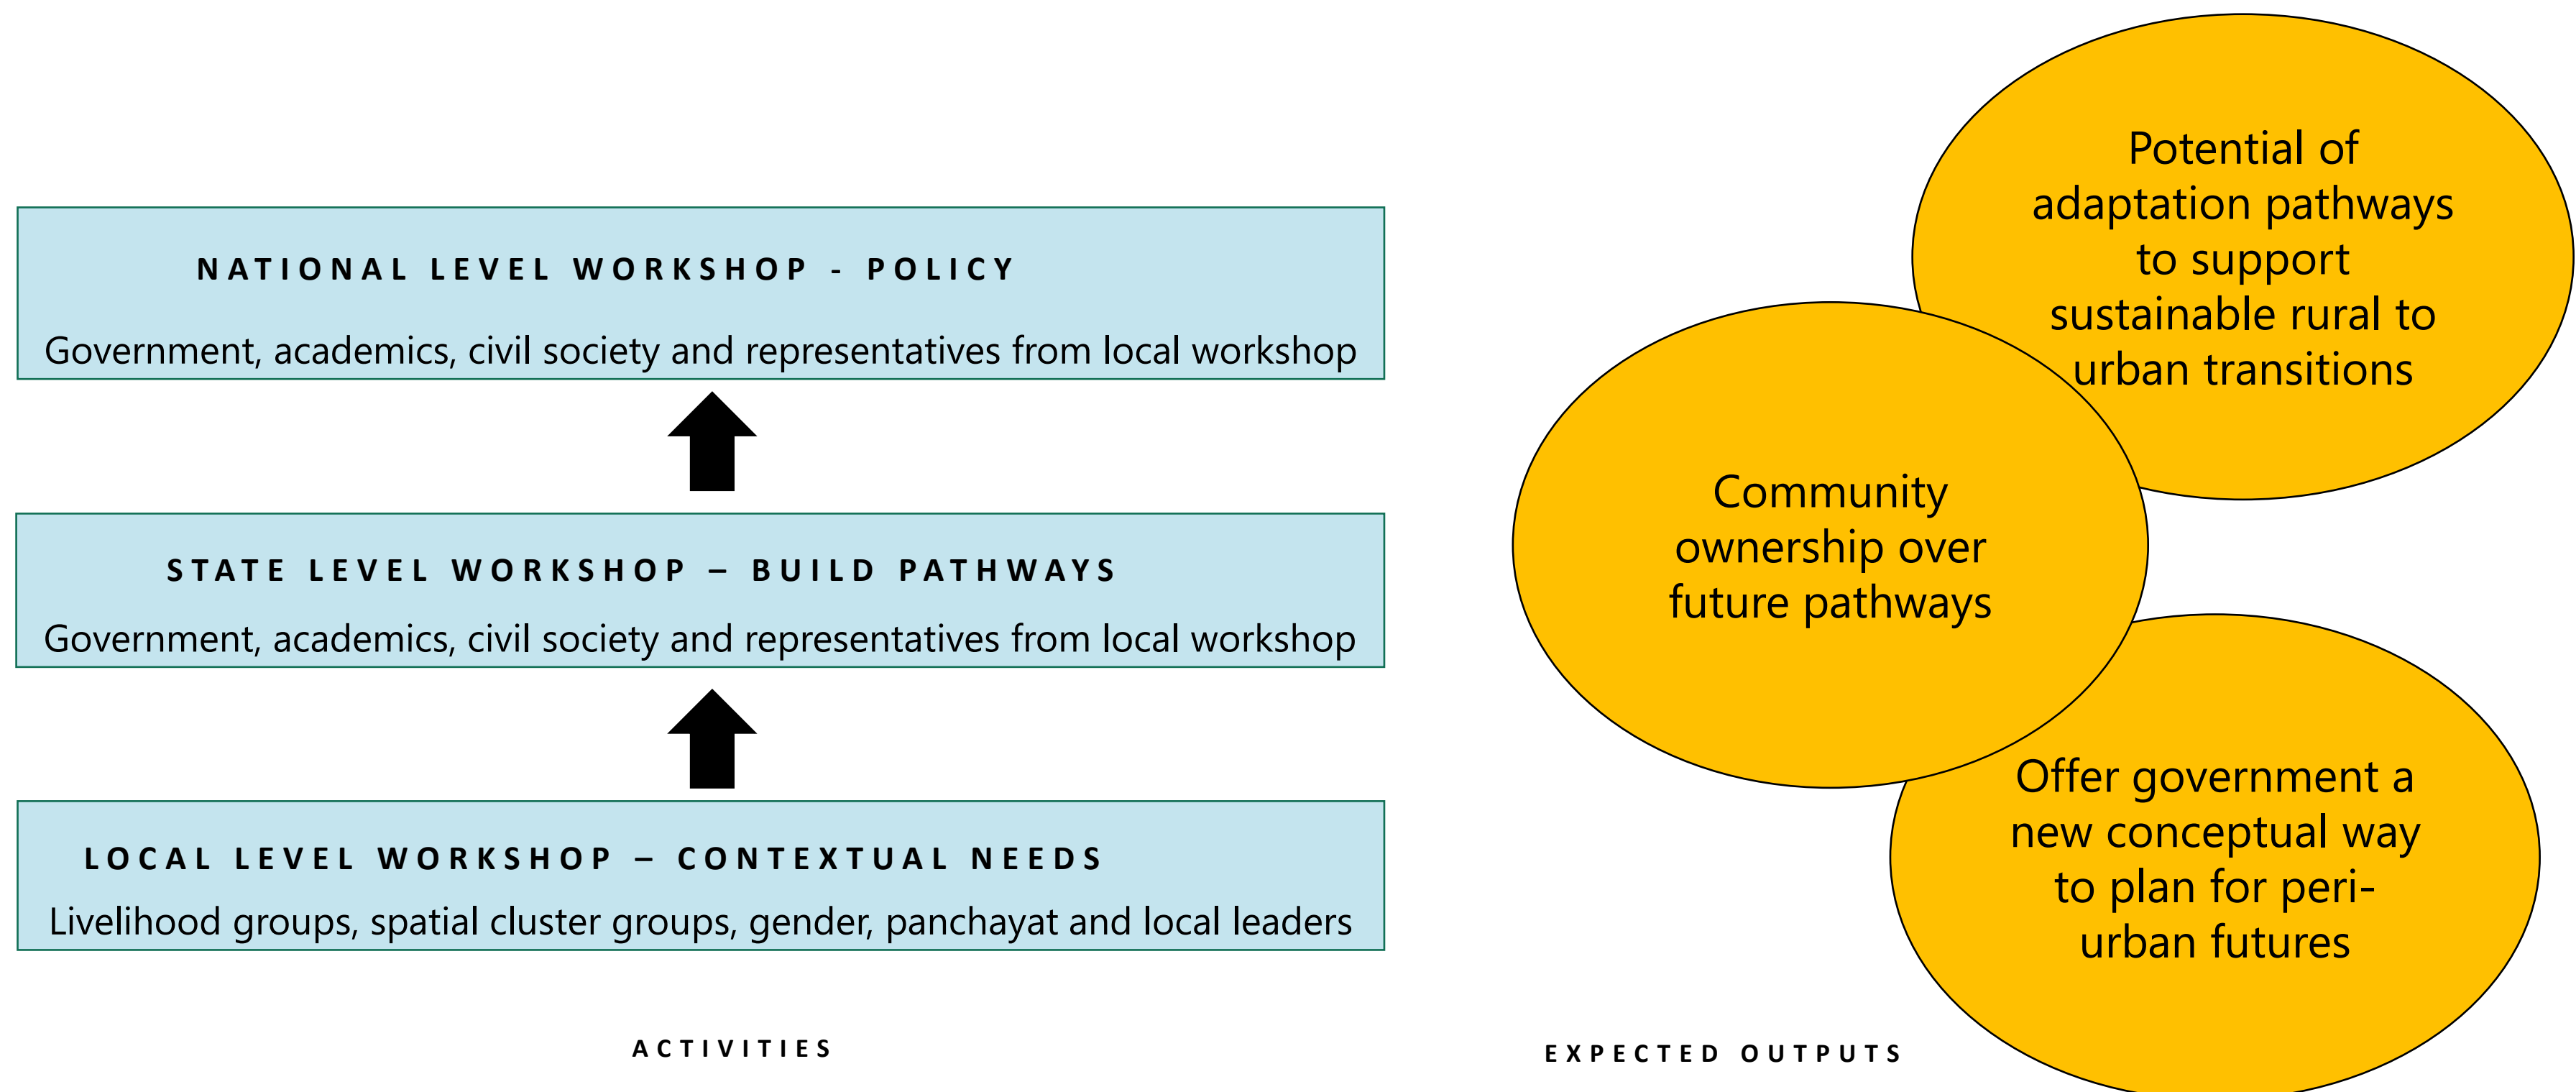 NATIONAL LEVEL WORKSHOP - POLICY
Government, academics, civil society and representatives from local workshop
STATE LEVEL WORKSHOP – BUILD PATHWAYS
Government, academics, civil society and representatives from local workshop
LOCAL LEVEL WORKSHOP – CONTEXTUAL NEEDS
Livelihood groups, spatial cluster groups, gender, panchayat and local leaders
ACTIVITIES
Potential of
adaptation pathways
to support
sustainable rural to
urban transitions
Community
ownership over
future pathways
Offer government a
new conceptual way
to plan for peri-
urban futures
EXPECTED OUTPUTS